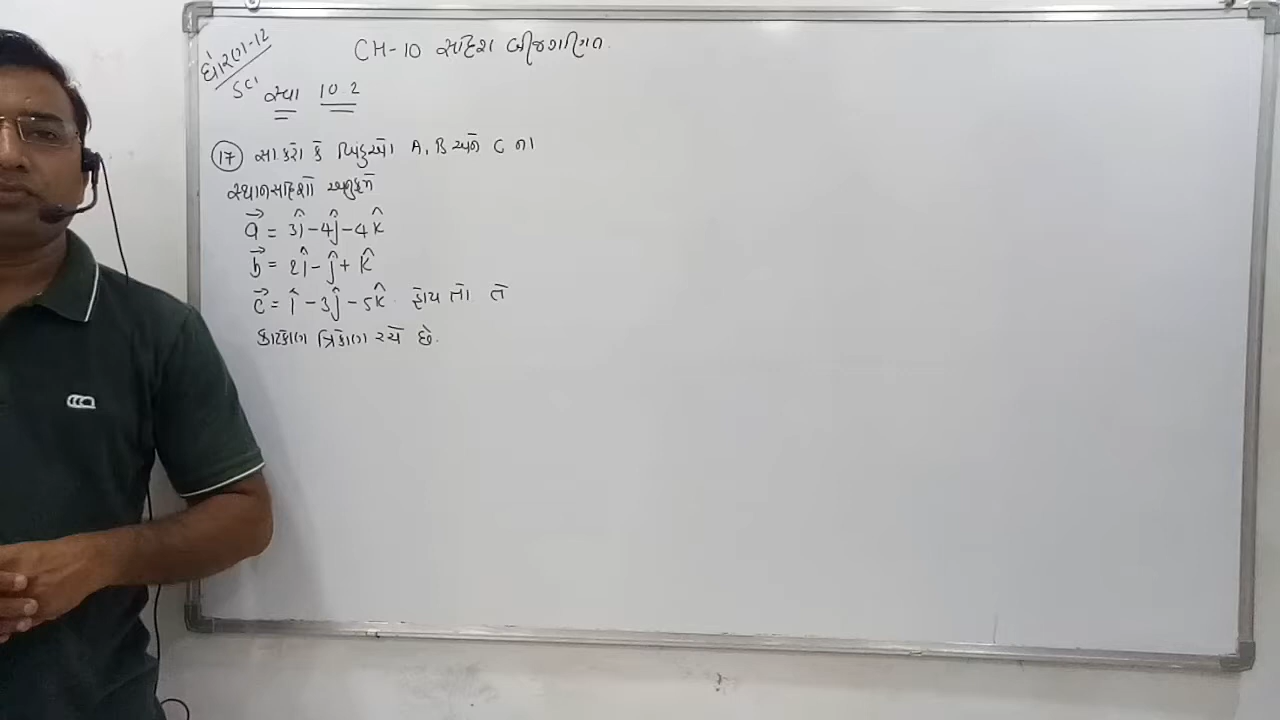 ધોરણ-12
Sci
CH-10 સદિશ બીજગણિત.
સ્વા 10.2
17 સા.કરો કે બિંદુઓ A, B અને C ના
સ્થાનસદિશો અનુક્રમે
a⃗ = 3î - 4ĵ - 4k̂
b⃗ = 2î - ĵ + k̂
c⃗ = î - 3ĵ - 5k̂. હોય તો તે
કાટકોણ ત્રિકોણ રચે છે.